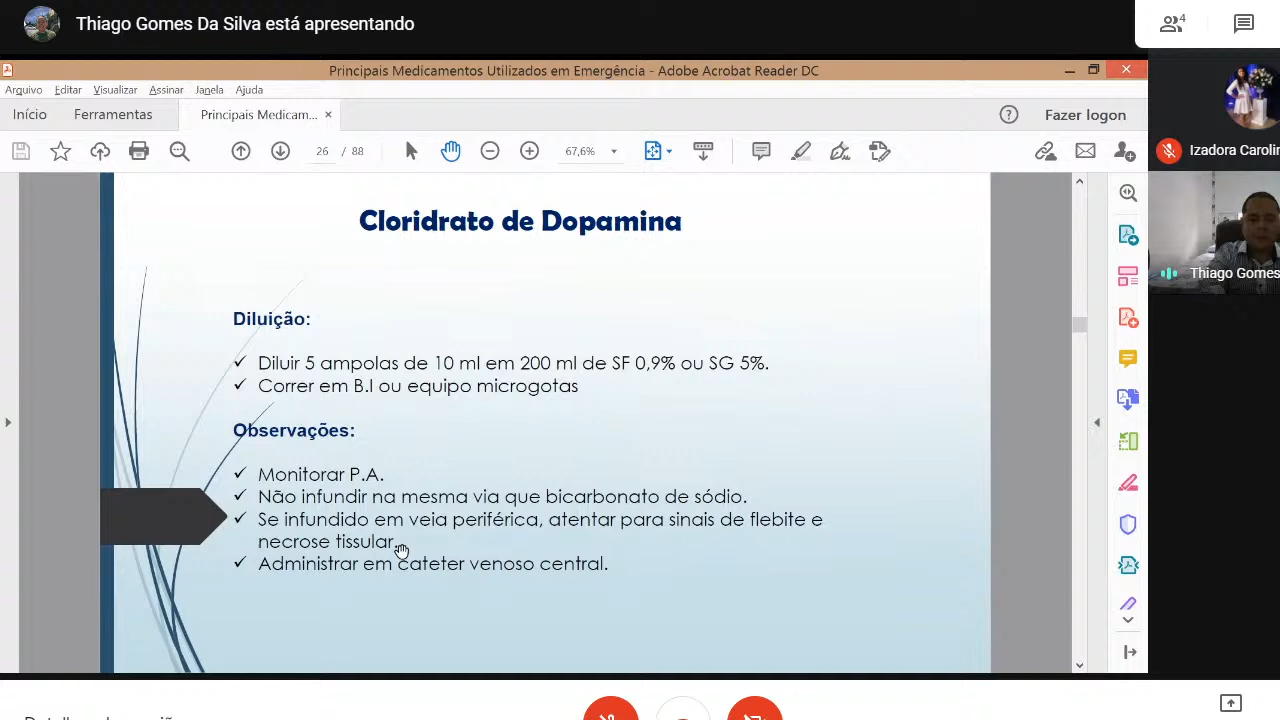 Thiago Gomes Da Silva está apresentando
4
Principais Medicamentos Utilizados em Emergência - Adobe Acrobat Reader DC
Arquivo Editar Visualizar Assinar Janela Ajuda
Início Ferramentas Principais Medicam... × Fazer logon
26 / 88 67,6%
Izadora Carolin
Thiago Gomes
Cloridrato de Dopamina
Diluição:
✓ Diluir 5 ampolas de 10 ml em 200 ml de SF 0,9% ou SG 5%.
✓ Correr em B.I ou equipo microgotas
Observações:
✓ Monitorar P.A.
✓ Não infundir na mesma via que bicarbonato de sódio.
✓ Se infundido em veia periférica, atentar para sinais de flebite e
necrose tissular.
✓ Administrar em cateter venoso central.